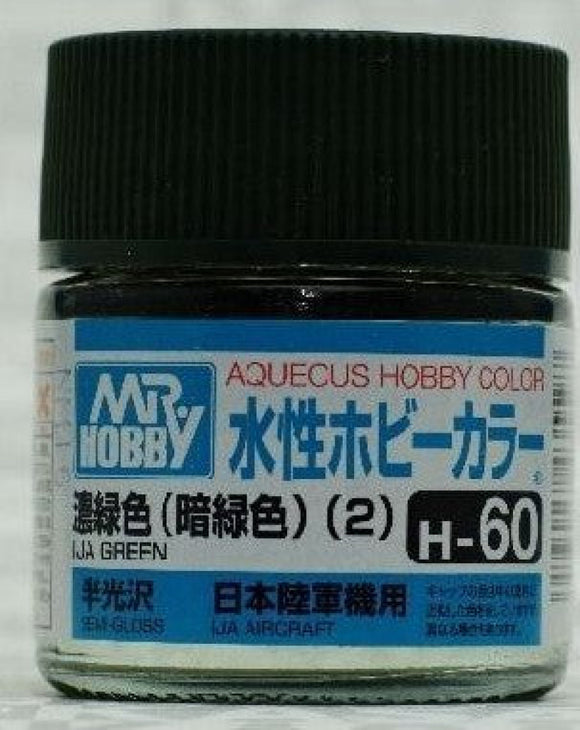 AQUECUS HOBBY COLOR
MR HOBBY
水性ホビーカラー
濃緑色(暗緑色)(2)
IJA GREEN
H-60
半光沢
SEMI-GLOSS
日本陸軍機用
IJA AIRCRAFT